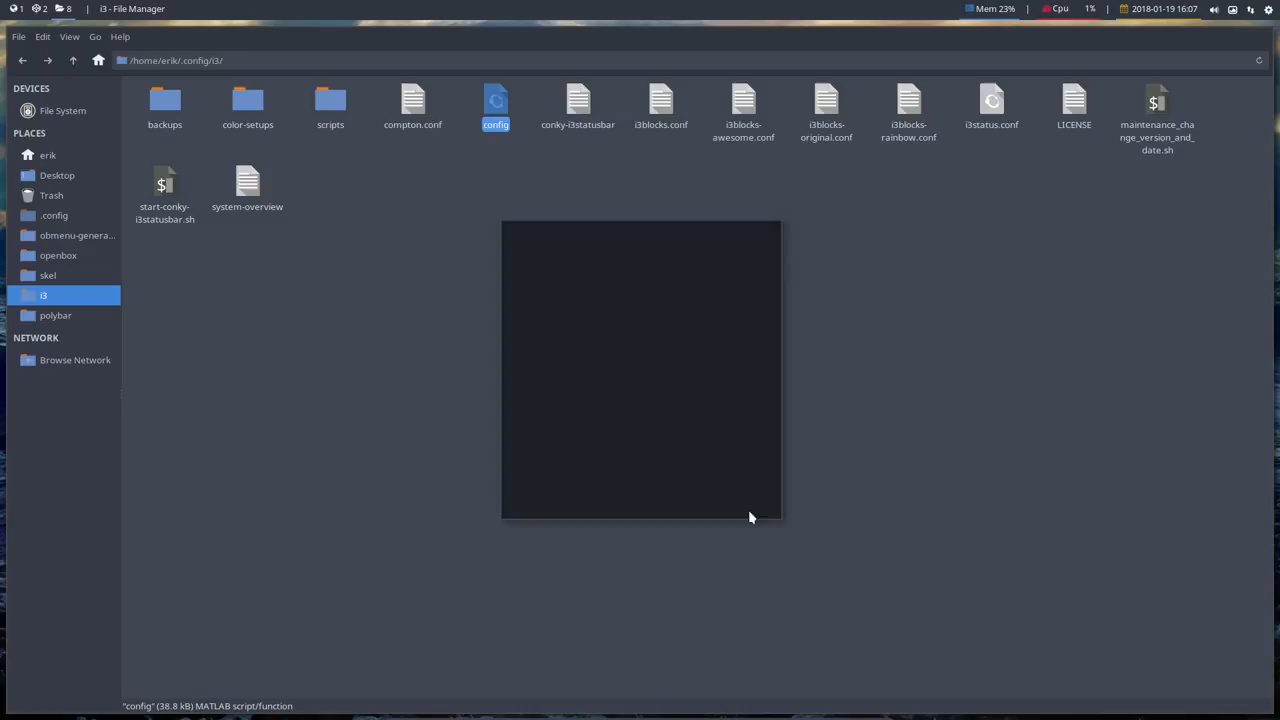 1 2 8 | i3 - File Manager Mem 23% | Cpu 1% | 2018-01-19 16:07
File Edit View Go Help
/home/erik/.config/i3/
DEVICES
File System
PLACES
erik
Desktop
Trash
.config
obmenu-genera...
openbox
skel
i3
polybar
NETWORK
Browse Network
backups
color-setups
scripts
compton.conf
config
conky-i3statusbar
i3blocks.conf
i3blocks-
awesome.conf
i3blocks-
original.conf
i3blocks-
rainbow.conf
i3status.conf
LICENSE
maintenance_cha
nge_version_and_
date.sh
start-conky-
i3statusbar.sh
system-overview
"config" (38.8 kB) MATLAB script/function